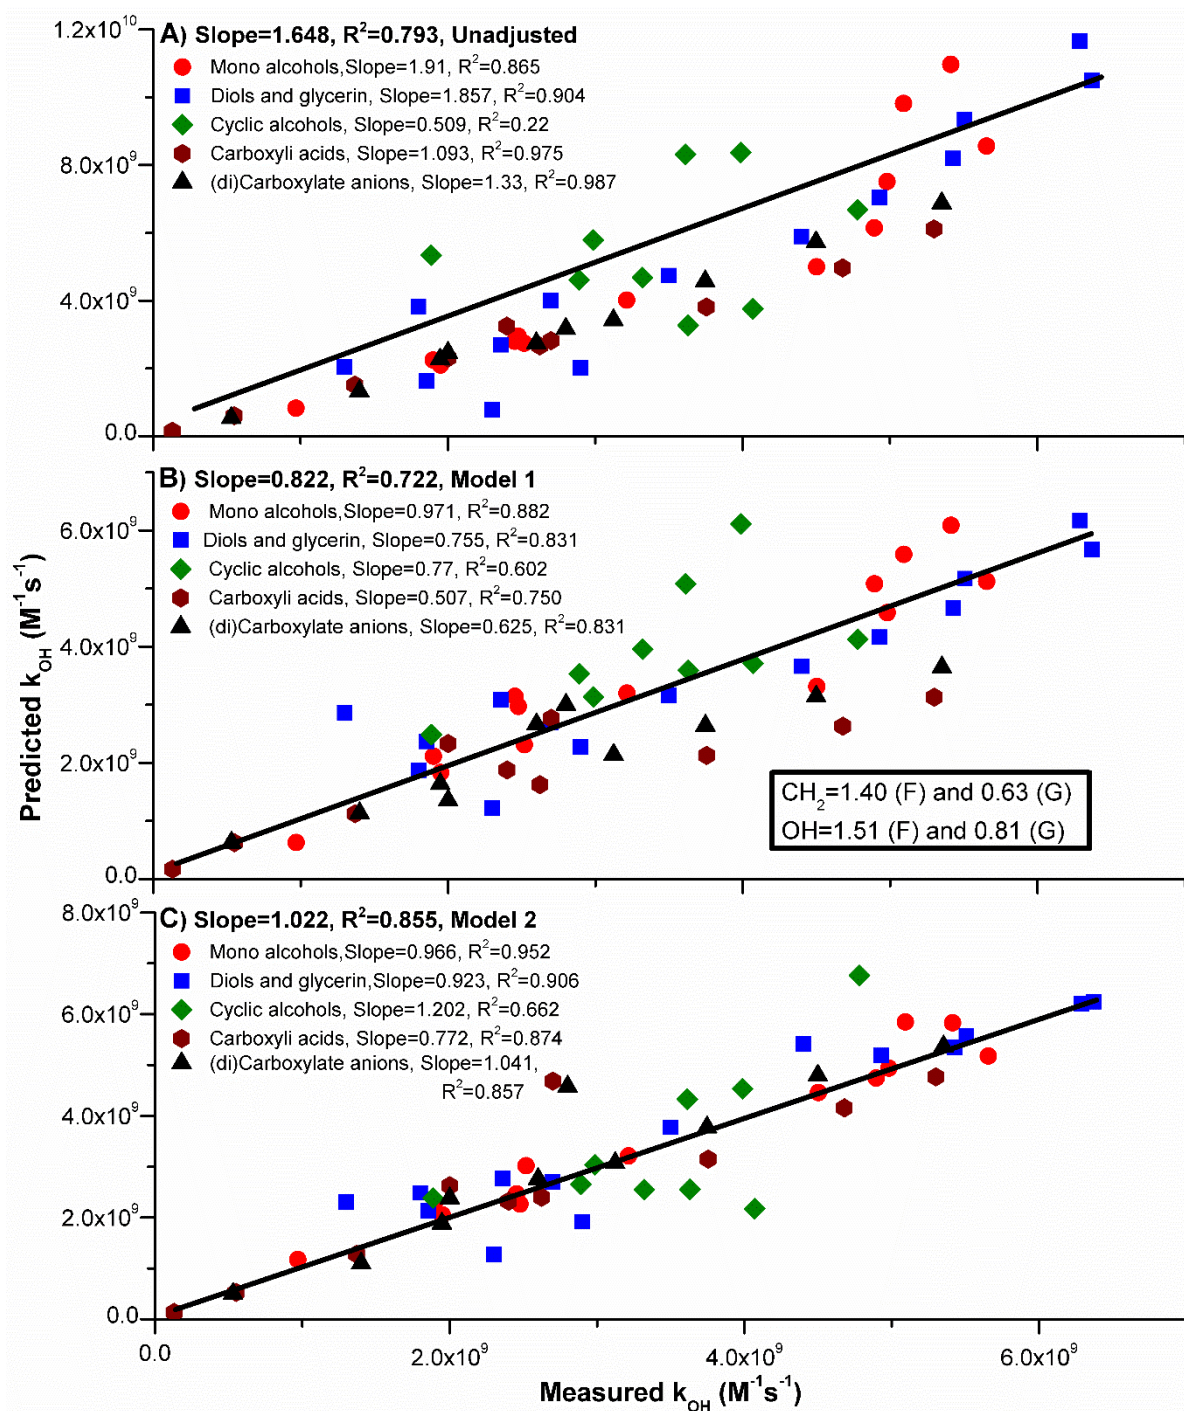 1.2x10¹⁰
A) Slope=1.648, R²=0.793, Unadjusted
Mono alcohols,Slope=1.91, R²=0.865
Diols and glycerin, Slope=1.857, R²=0.904
Cyclic alcohols, Slope=0.509, R²=0.22
Carboxyli acids, Slope=1.093, R²=0.975
(di)Carboxylate anions, Slope=1.33, R²=0.987
8.0x10⁹
4.0x10⁹
0.0
B) Slope=0.822, R²=0.722, Model 1
Mono alcohols,Slope=0.971, R²=0.882
Diols and glycerin, Slope=0.755, R²=0.831
Cyclic alcohols, Slope=0.77, R²=0.602
Carboxyli acids, Slope=0.507, R²=0.750
(di)Carboxylate anions, Slope=0.625, R²=0.831
6.0x10⁹
4.0x10⁹
2.0x10⁹
0.0
CH₂=1.40 (F) and 0.63 (G)
OH=1.51 (F) and 0.81 (G)
Predicted k_OH (M⁻¹s⁻¹)
8.0x10⁹
C) Slope=1.022, R²=0.855, Model 2
Mono alcohols,Slope=0.966, R²=0.952
Diols and glycerin,Slope=0.923, R²=0.906
Cyclic alcohols, Slope=1.202, R²=0.662
Carboxyli acids, Slope=0.772, R²=0.874
(di)Carboxylate anions, Slope=1.041,
R²=0.857
6.0x10⁹
4.0x10⁹
2.0x10⁹
0.0
0.0 2.0x10⁹ 4.0x10⁹ 6.0x10⁹
Measured k_OH (M⁻¹s⁻¹)